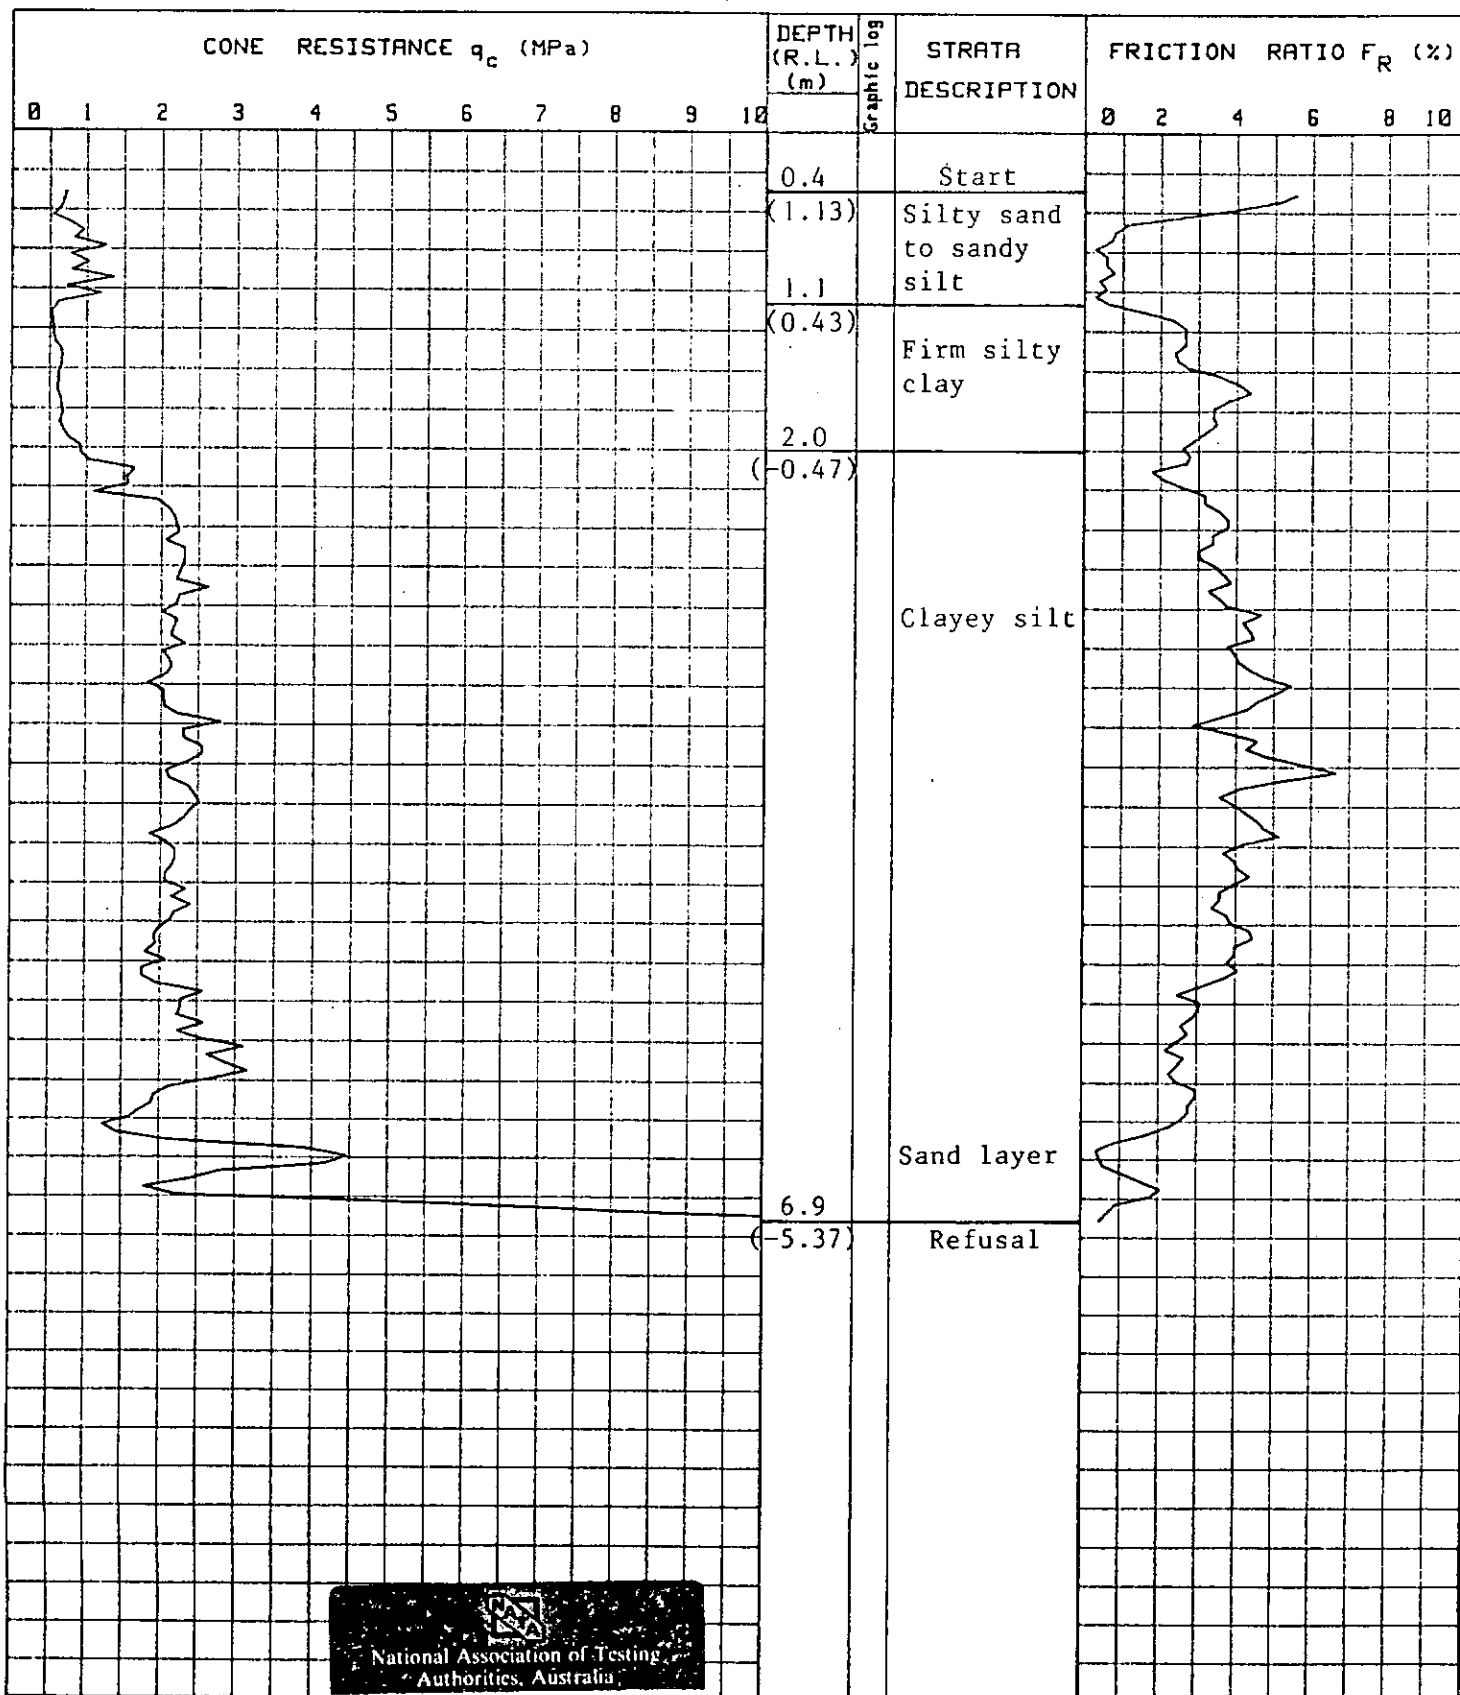 CONE RESISTANCE qc (MPa)
0 1 2 3 4 5 6 7 8 9 10
DEPTH
(R.L.)
(m)
Graphic log
STRATA
DESCRIPTION
FRICTION RATIO FR (%)
0 2 4 6 8 10
0.4 Start
(1.13) Silty sand
to sandy
silt
1.1
(0.43)
Firm silty
clay
2.0
(-0.47)
Clayey silt
Sand layer
6.9
(-5.37) Refusal
NATA
National Association of Testing
Authorities, Australia